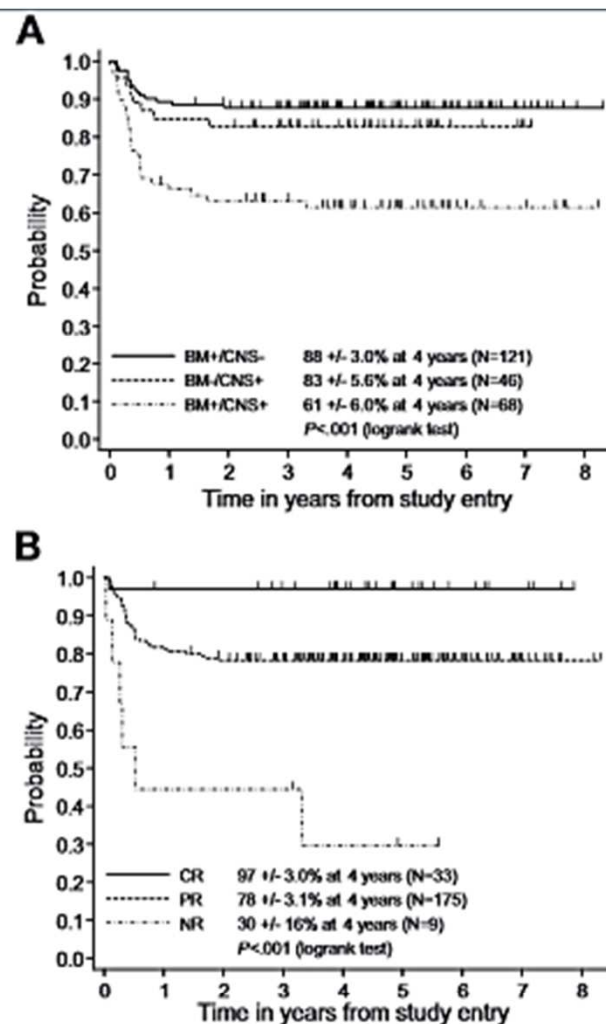 A
1.0
0.9
0.8
0.7
0.6
0.5
0.4
0.3
0.2
0.1
0.0
Probability
BM+/CNS- 88 +/- 3.0% at 4 years (N=121)
BM-/CNS+ 83 +/- 5.6% at 4 years (N=46)
BM+/CNS+ 61 +/- 6.0% at 4 years (N=68)
P<.001 (logrank test)
0 1 2 3 4 5 6 7 8
Time in years from study entry
B
1.0
0.9
0.8
0.7
0.6
0.5
0.4
0.3
0.2
0.1
0.0
Probability
CR 97 +/- 3.0% at 4 years (N=33)
PR 78 +/- 3.1% at 4 years (N=175)
NR 30 +/- 16% at 4 years (N=9)
P<.001 (logrank test)
0 1 2 3 4 5 6 7 8
Time in years from study entry